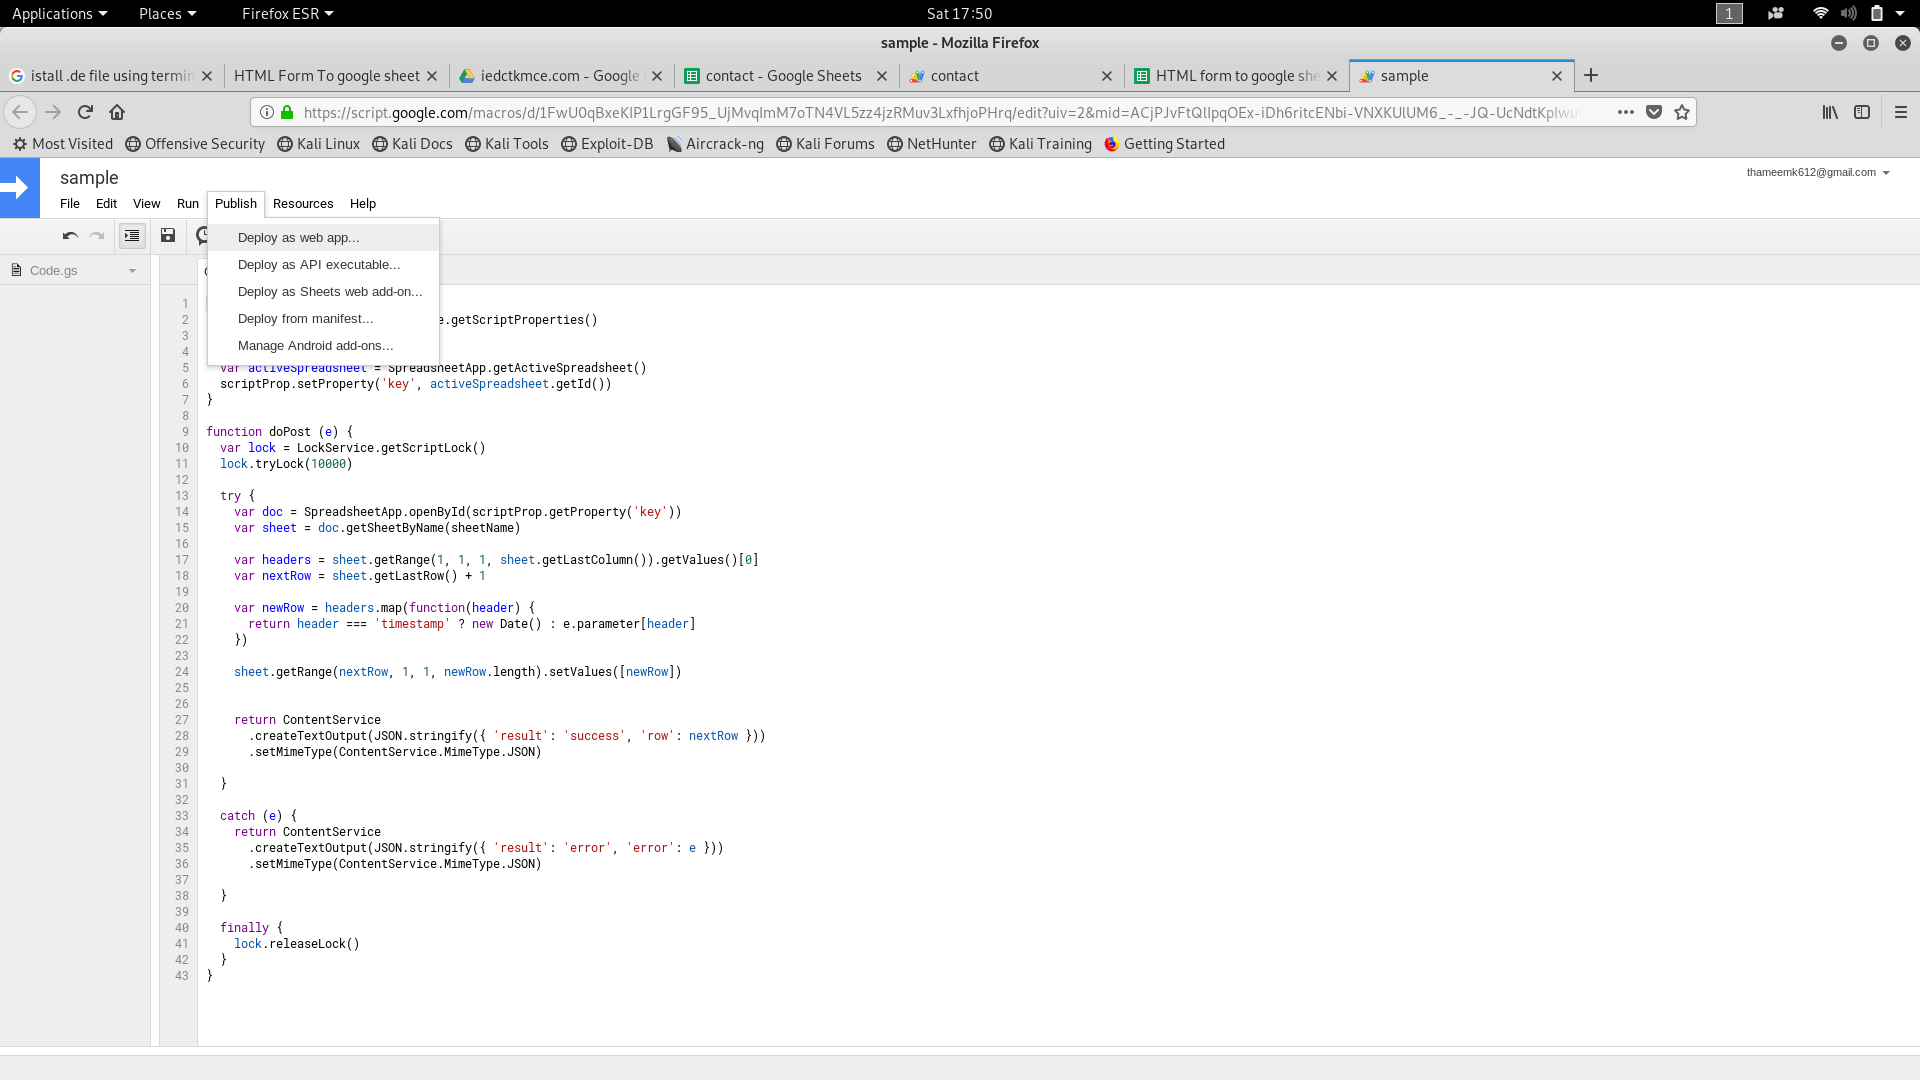 Applications Places Firefox ESR Sat 17:50 1
sample - Mozilla Firefox
istall .de file using termin HTML Form To google sheet iedctkmce.com - Google contact - Google Sheets contact HTML form to google she sample
https://script.google.com/macros/d/1FwU0qBxeKIP1LrgGF95_UjMvqImM7oTN4VL5zz4jzRMuv3LxfhjoPHrq/edit?uiv=2&mid=ACjPJvFtQlIpqOEx-iDh6ritcENbi-VNXKUlUM6_-_-JQ-UcNdtKpIwu
Most Visited Offensive Security Kali Linux Kali Docs Kali Tools Exploit-DB Aircrack-ng Kali Forums NetHunter Kali Training Getting Started
sample thameemk612@gmail.com
File Edit View Run Publish Resources Help
Deploy as web app...
Deploy as API executable...
Deploy as Sheets web add-on...
Deploy from manifest...
Manage Android add-ons...
Code.gs
1
2 e.getScriptProperties()
3
4
5 var activeSpreadsheet = SpreadsheetApp.getActiveSpreadsheet()
6 scriptProp.setProperty('key', activeSpreadsheet.getId())
7 }
8
9 function doPost (e) {
10 var lock = LockService.getScriptLock()
11 lock.tryLock(10000)
12
13 try {
14 var doc = SpreadsheetApp.openById(scriptProp.getProperty('key'))
15 var sheet = doc.getSheetByName(sheetName)
16
17 var headers = sheet.getRange(1, 1, 1, sheet.getLastColumn()).getValues()[0]
18 var nextRow = sheet.getLastRow() + 1
19
20 var newRow = headers.map(function(header) {
21 return header === 'timestamp' ? new Date() : e.parameter[header]
22 })
23
24 sheet.getRange(nextRow, 1, 1, newRow.length).setValues([newRow])
25
26
27 return ContentService
28 .createTextOutput(JSON.stringify({ 'result': 'success', 'row': nextRow }))
29 .setMimeType(ContentService.MimeType.JSON)
30
31 }
32
33 catch (e) {
34 return ContentService
35 .createTextOutput(JSON.stringify({ 'result': 'error', 'error': e }))
36 .setMimeType(ContentService.MimeType.JSON)
37
38 }
39
40 finally {
41 lock.releaseLock()
42 }
43 }